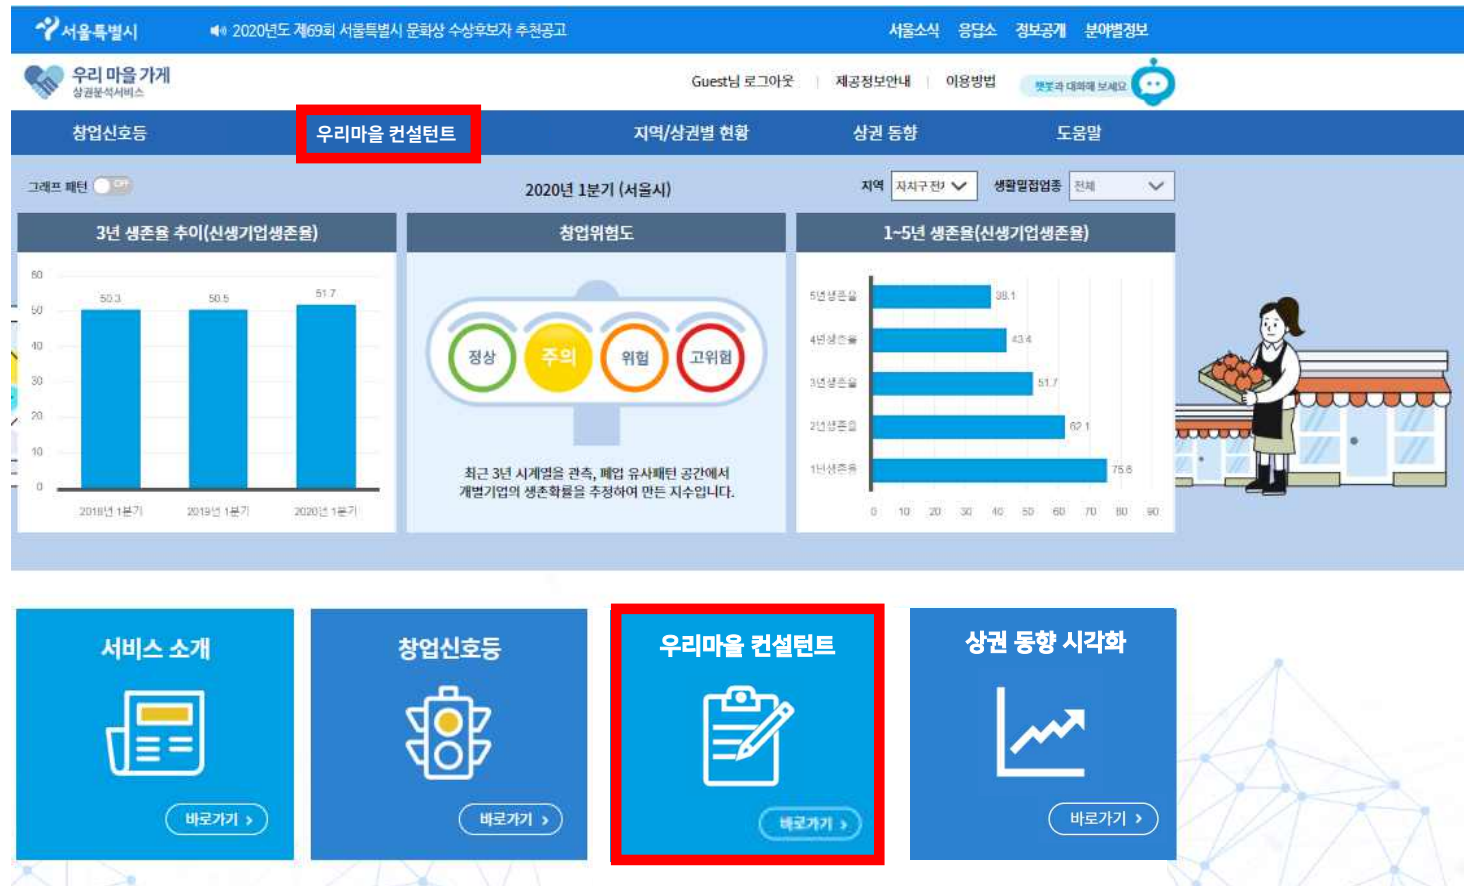 서울특별시
2020년도 제69회 서울특별시 문화상 수상후보자 추천공고
서울소식 응답소 정보공개 분야별정보
우리 마을 가게
상권분석서비스
Guest님 로그아웃 제공정보안내 이용방법
챗봇과 대화해 보세요
창업신호등 우리마을 컨설턴트 지역/상권별 현황 상권 동향 도움말
그래프 패턴 OFF
2020년 1분기 (서울시)
지역 자치구 전체 생활밀접업종 전체
3년 생존율 추이(신생기업생존율)
60
50
40
30
20
10
0
50.3 50.5 51.7
2018년 1분기 2019년 1분기 2020년 1분기
창업위험도
정상 주의 위험 고위험
최근 3년 시계열을 관측, 폐업 유사패턴 공간에서
개별기업의 생존확률을 추정하여 만든 지수입니다.
1~5년 생존율(신생기업생존율)
5년생존율 38.1
4년생존율 43.4
3년생존율 51.7
2년생존율 62.1
1년생존율 75.6
0 10 20 30 40 50 60 70 80 90
서비스 소개
바로가기 >
창업신호등
바로가기 >
우리마을 컨설턴트
바로가기 >
상권 동향 시각화
바로가기 >